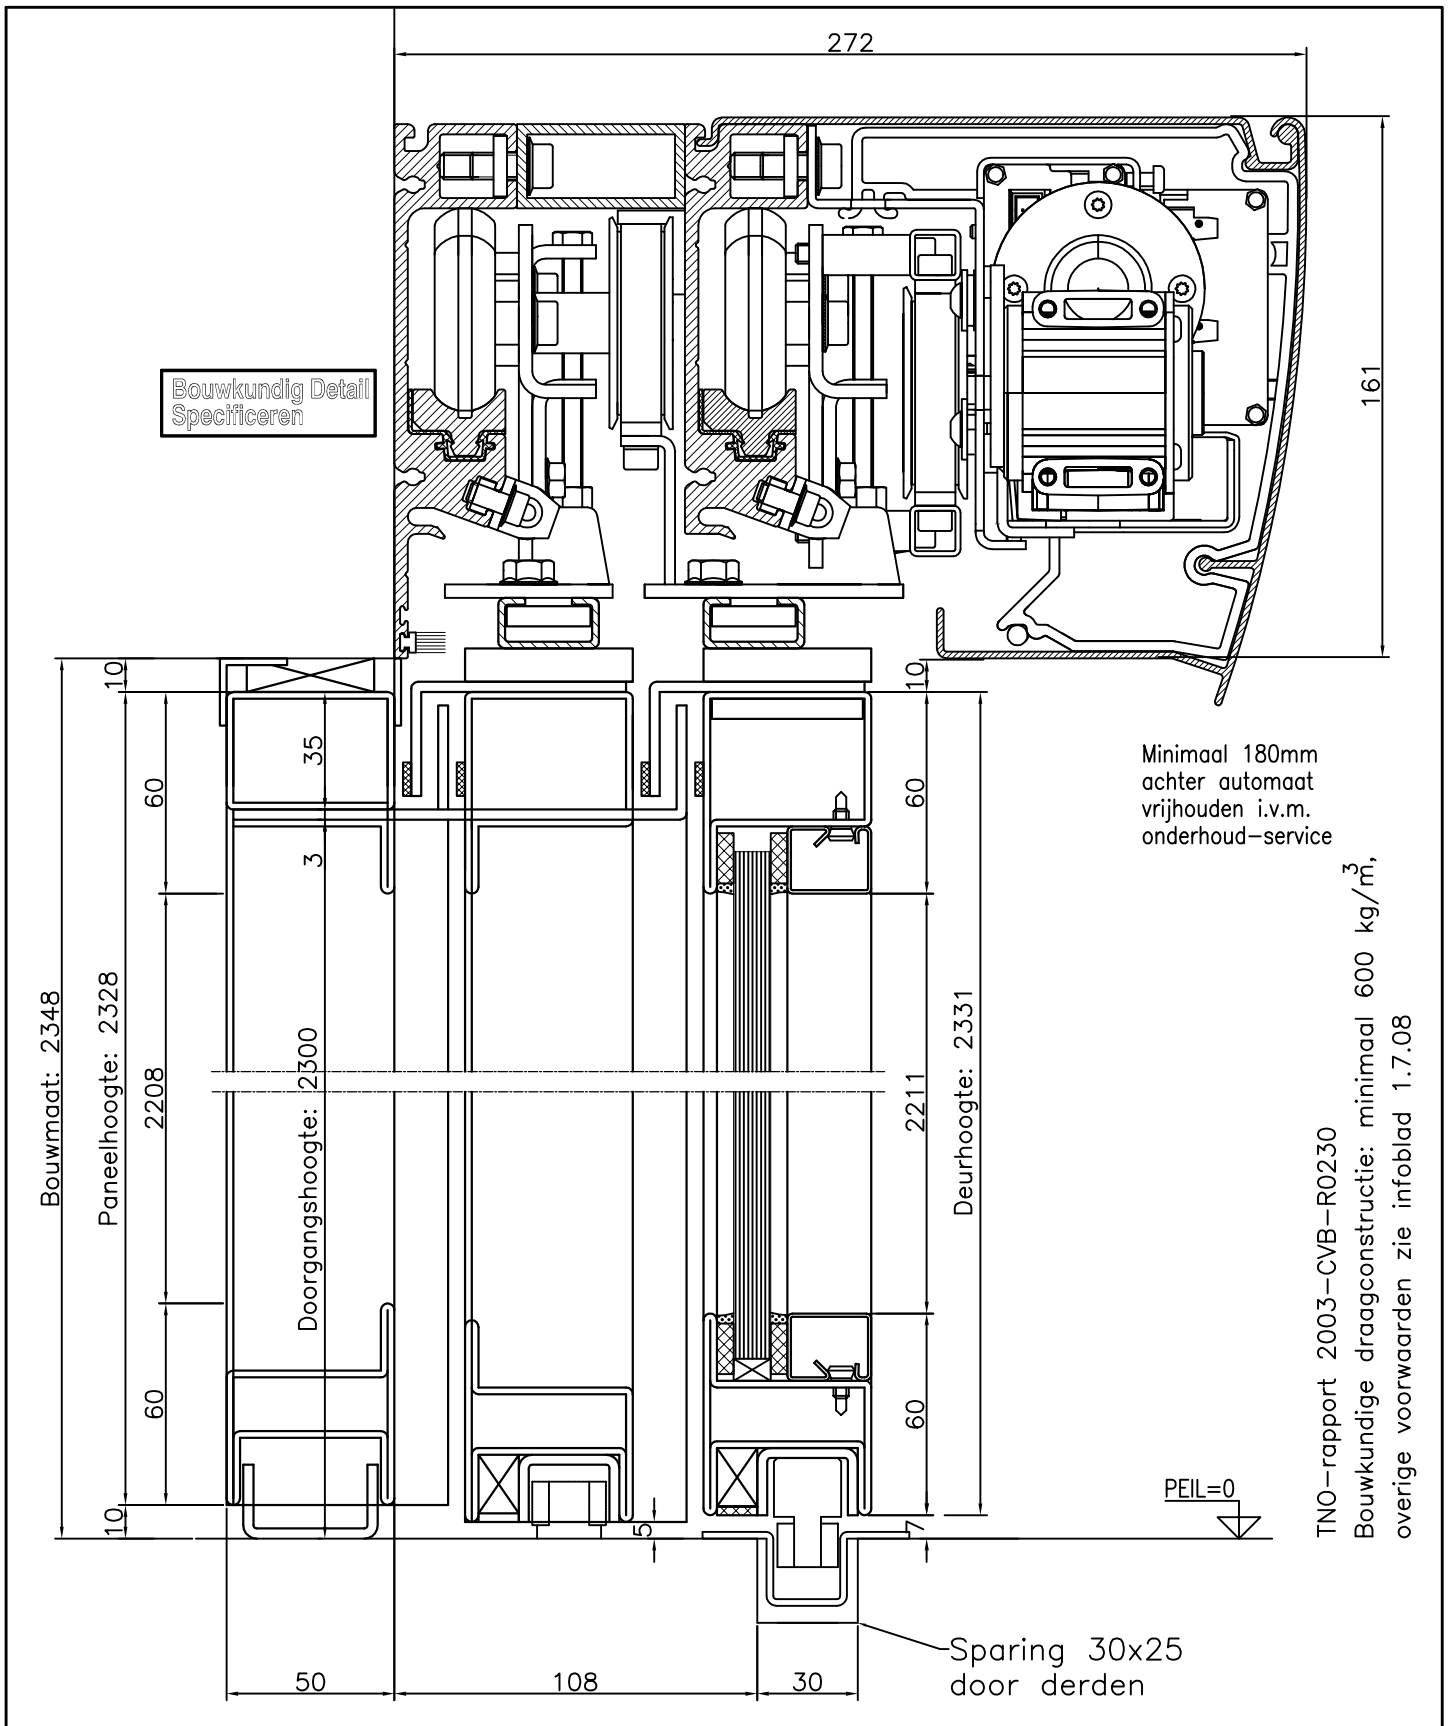 272
161
Bouwkundig Detail
Specificeren
10
10
35
60
60
3
Minimaal 180mm
achter automaat
vrijhouden i.v.m.
onderhoud-service
Bouwmaat: 2348
Paneelhoogte: 2328
2208
Doorgangshoogte: 2300
2211
Deurhoogte: 2331
TNO-rapport 2003-CVB-R0230
Bouwkundige draagconstructie: minimaal 600 kg/m³,
overige voorwaarden zie infoblad 1.7.08
60
60
10
5
7
PEIL=0
Sparing 30x25
door derden
50
108
30